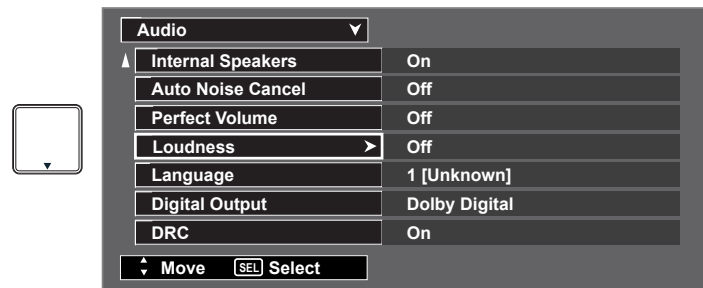 Audio
Internal Speakers On
Auto Noise Cancel Off
Perfect Volume Off
Loudness Off
Language 1 [Unknown]
Digital Output Dolby Digital
DRC On
Move SEL Select